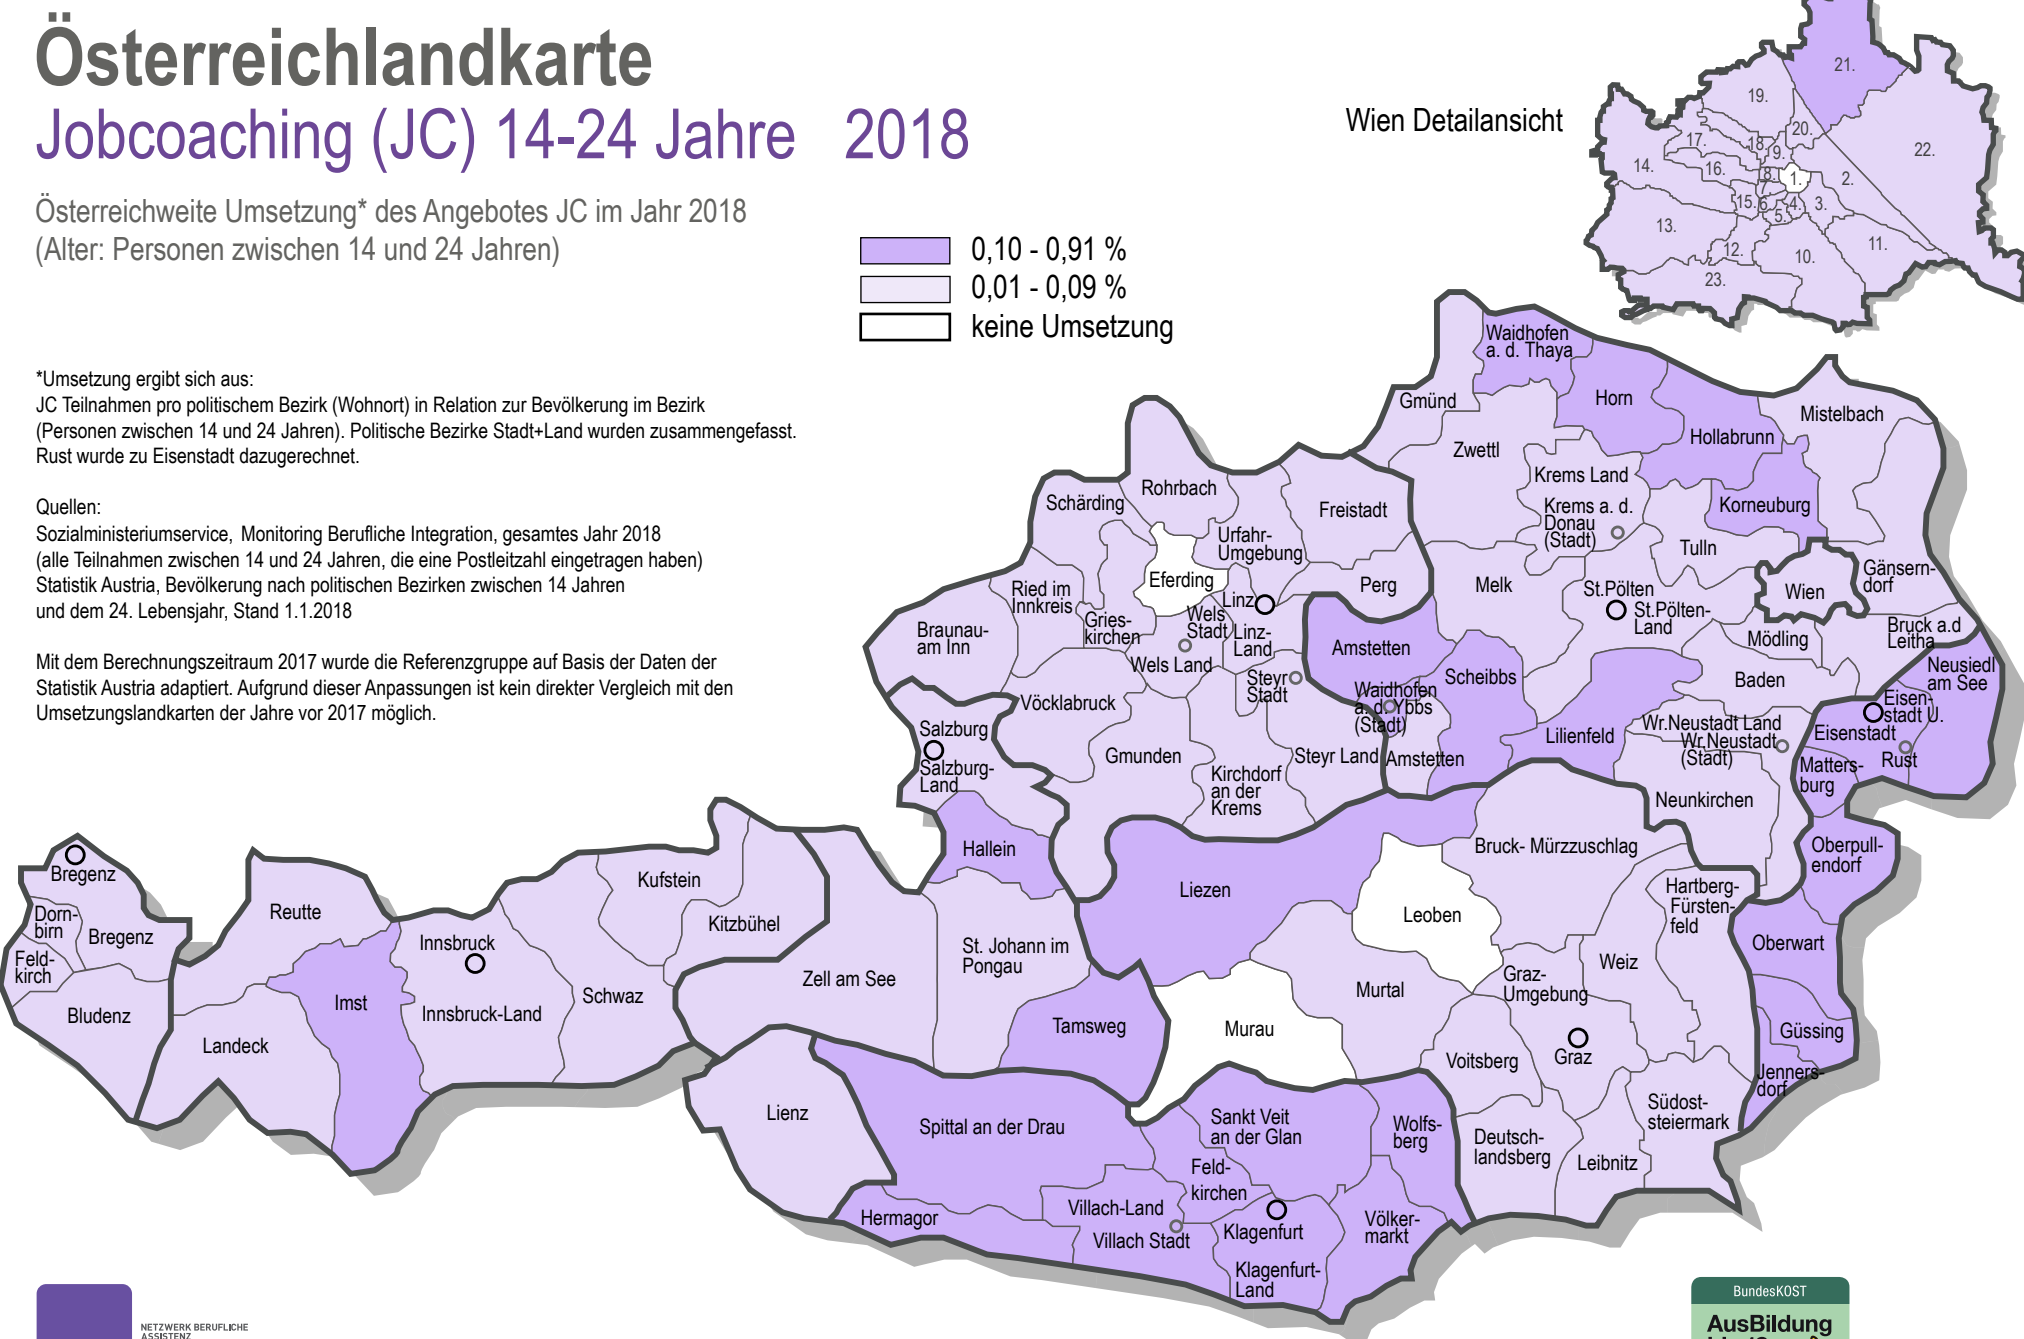 Österreichlandkarte
Jobcoaching (JC) 14-24 Jahre 2018
Österreichweite Umsetzung* des Angebotes JC im Jahr 2018
(Alter: Personen zwischen 14 und 24 Jahren)
0,10 - 0,91 %
0,01 - 0,09 %
keine Umsetzung
*Umsetzung ergibt sich aus:
JC Teilnahmen pro politischem Bezirk (Wohnort) in Relation zur Bevölkerung im Bezirk
(Personen zwischen 14 und 24 Jahren). Politische Bezirke Stadt+Land wurden zusammengefasst.
Rust wurde zu Eisenstadt dazugerechnet.
Quellen:
Sozialministeriumservice, Monitoring Berufliche Integration, gesamtes Jahr 2018
(alle Teilnahmen zwischen 14 und 24 Jahren, die eine Postleitzahl eingetragen haben)
Statistik Austria, Bevölkerung nach politischen Bezirken zwischen 14 Jahren
und dem 24. Lebensjahr, Stand 1.1.2018
Mit dem Berechnungszeitraum 2017 wurde die Referenzgruppe auf Basis der Daten der
Statistik Austria adaptiert. Aufgrund dieser Anpassungen ist kein direkter Vergleich mit den
Umsetzungslandkarten der Jahre vor 2017 möglich.
Wien Detailansicht
21.
19.
20.
22.
17.
18.
9.
14.
16.
8.
1.
2.
7.
15.
6.
4.
3.
5.
13.
12.
10.
11.
23.
Waidhofen
a. d. Thaya
Gmünd
Horn
Mistelbach
Zwettl
Hollabrunn
Krems Land
Krems a. d.
Donau
(Stadt)
Korneuburg
Tulln
Gänsern-
dorf
Wien
Melk
St.Pölten
St.Pölten-
Land
Mödling
Bruck a.d
Leitha
Baden
Neusiedl
am See
Eisen-
stadt U.
Eisenstadt
Rust
Matters-
burg
Wr.Neustadt Land
Wr.Neustadt
(Stadt)
Neunkirchen
Lilienfeld
Scheibbs
Amstetten
Waidhofen
a. d. Ybbs
(Stadt)
Amstetten
Rohrbach
Schärding
Freistadt
Urfahr-
Umgebung
Eferding
Perg
Ried im
Innkreis
Gries-
kirchen
Linz
Wels
Stadt
Linz-
Land
Wels Land
Braunau-
am Inn
Steyr
Stadt
Vöcklabruck
Gmunden
Kirchdorf
an der
Krems
Steyr Land
Salzburg
Salzburg-
Land
Hallein
St. Johann im
Pongau
Zell am See
Tamsweg
Bregenz
Dorn-
birn
Bregenz
Feld-
kirch
Bludenz
Reutte
Imst
Landeck
Innsbruck
Innsbruck-Land
Schwaz
Kufstein
Kitzbühel
Lienz
Liezen
Bruck- Mürzzuschlag
Leoben
Hartberg-
Fürsten-
feld
Weiz
Murtal
Murau
Graz-
Umgebung
Graz
Voitsberg
Südost-
steiermark
Deutsch-
landsberg
Leibnitz
Oberpull-
endorf
Oberwart
Güssing
Jenners-
dorf
Spittal an der Drau
Sankt Veit
an der Glan
Wolfs-
berg
Feld-
kirchen
Villach-Land
Villach Stadt
Hermagor
Klagenfurt
Klagenfurt-
Land
Völker-
markt
NETZWERK BERUFLICHE
ASSISTENZ
BundesKOST
AusBildung